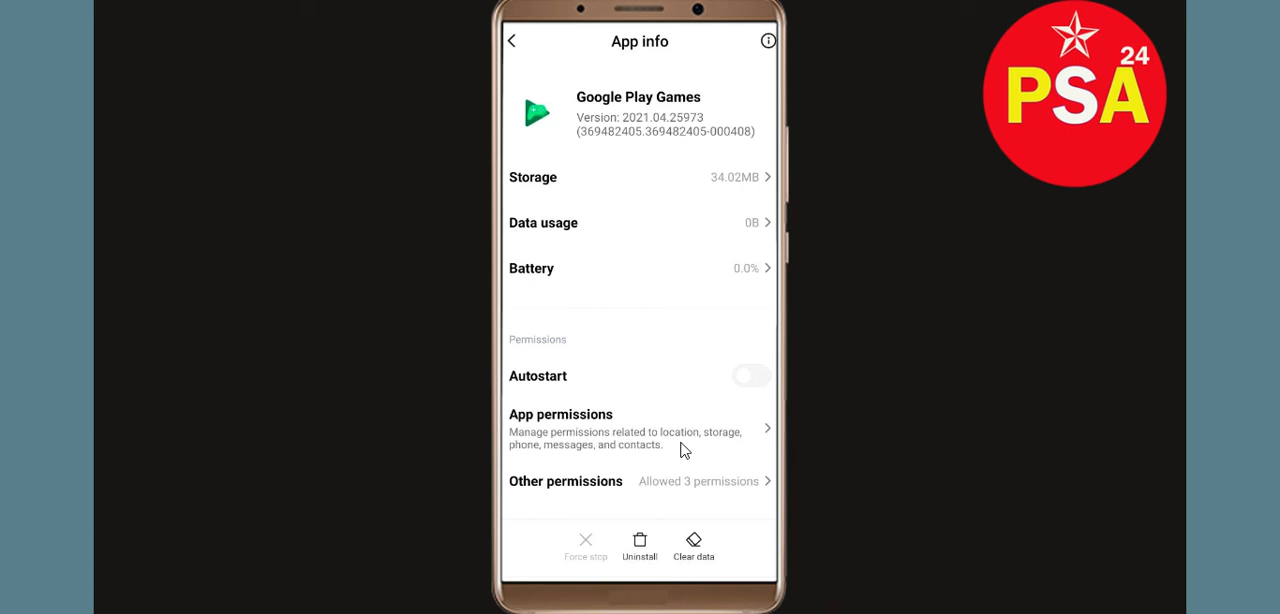 App info
PSA 24
Google Play Games
Version: 2021.04.25973
(369482405.369482405-000408)
Storage 34.02MB
Data usage 0B
Battery 0.0%
Permissions
Autostart
App permissions
Manage permissions related to location, storage,
phone, messages, and contacts.
Other permissions Allowed 3 permissions
Force stop Uninstall Clear data